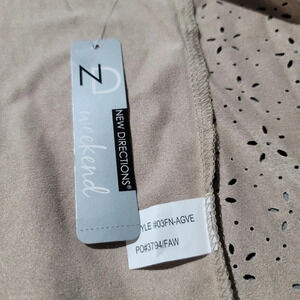 ND
weekend
NEW DIRECTIONS®
YLE #03FN-AGVE
PO#3794/FAW